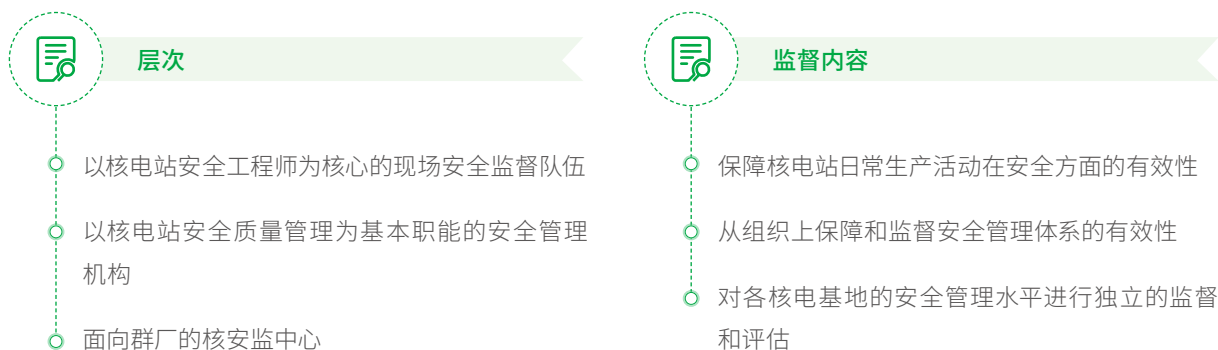 层次
以核电站安全工程师为核心的现场安全监督队伍
以核电站安全质量管理为基本职能的安全管理
机构
面向群厂的核安监中心
监督内容
保障核电站日常生产活动在安全方面的有效性
从组织上保障和监督安全管理体系的有效性
对各核电基地的安全管理水平进行独立的监督
和评估